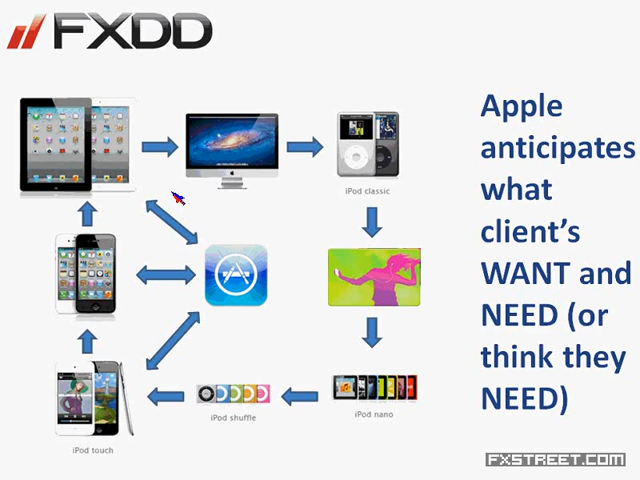 FXDD
Apple
anticipates
what
client's
WANT and
NEED (or
think they
NEED)
iPod classic
iPod shuffle
iPod nano
iPod touch
FXSTREET.COM